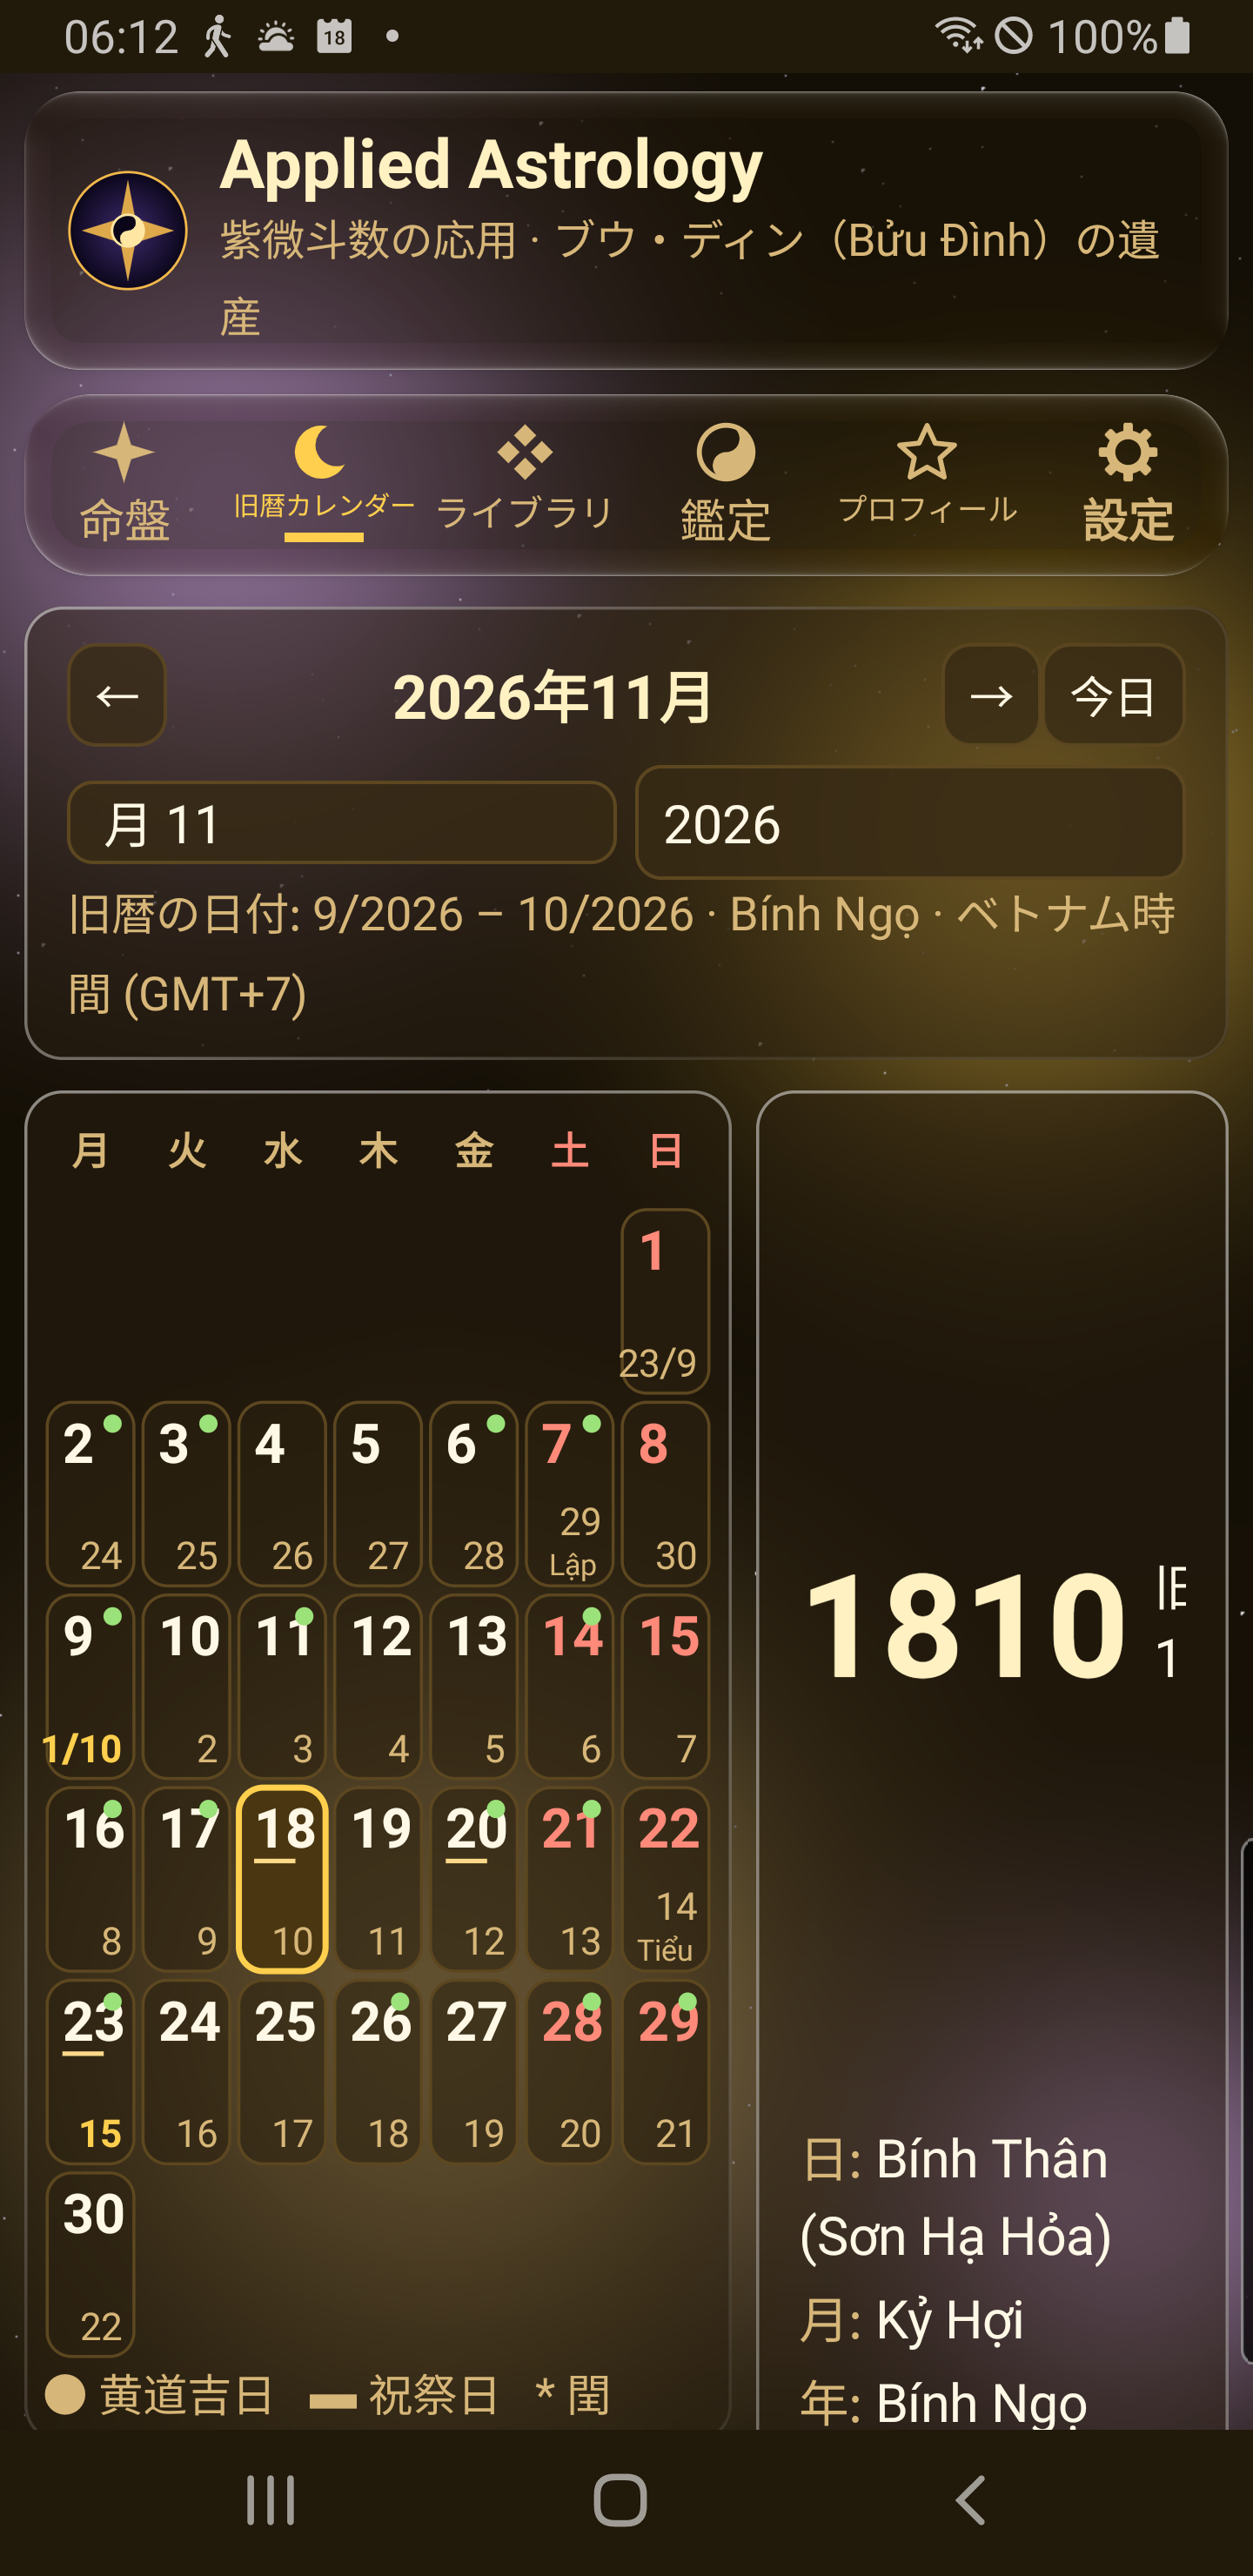 06:12 18 100%
Applied Astrology
紫微斗数の応用 · ブウ・ディン（Bửu Đình）の遺
産
命盤 旧暦カレンダー ライブラリ 鑑定 プロフィール 設定
← 2026年11月 → 今日
月 11 2026
旧暦の日付: 9/2026 – 10/2026 · Bính Ngọ · ベトナム時
間 (GMT+7)
月 火 水 木 金 土 日
1
23/9
2 3 4 5 6 7 8
24 25 26 27 28 29 30
Lập
9 10 11 12 13 14 15
1/10 2 3 4 5 6 7
16 17 18 19 20 21 22
8 9 10 11 12 13 14
Tiểu
23 24 25 26 27 28 29
15 16 17 18 19 20 21
30
22
黄道吉日 祝祭日 * 閏
1810
1
日: Bính Thân
(Sơn Hạ Hỏa)
月: Kỷ Hợi
年: Bính Ngọ